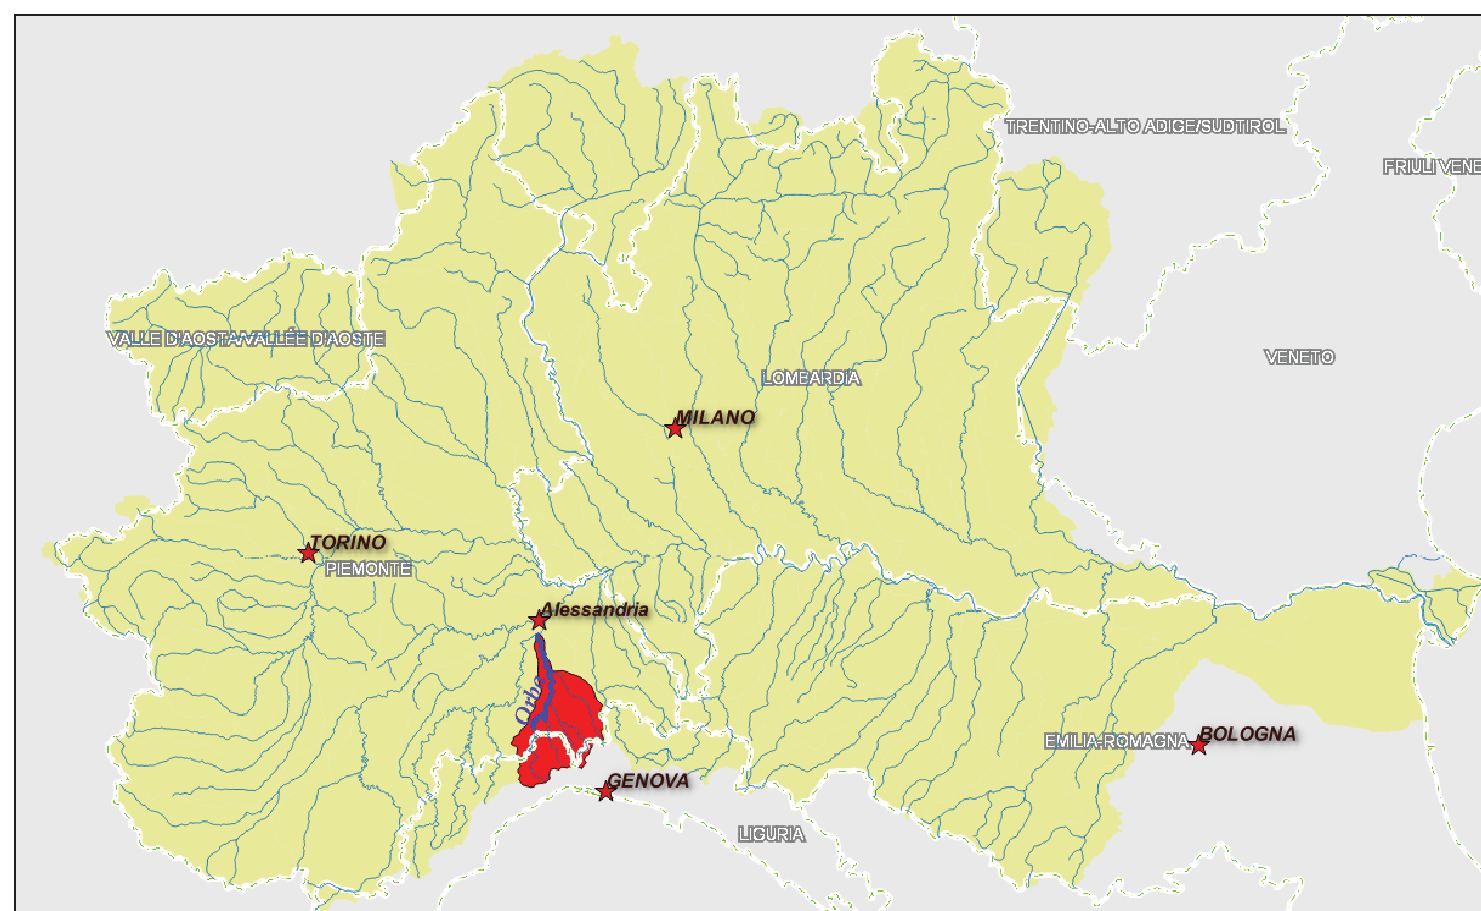 TRENTINO-ALTO ADIGE/SUDTIROL
FRIULI VENE
VALLE D'AOSTA/VALLÉE D'AOSTE
VENETO
LOMBARDIA
MILANO
TORINO
PIEMONTE
Alessandria
Orba
EMILIA-ROMAGNA
BOLOGNA
GENOVA
LIGURIA